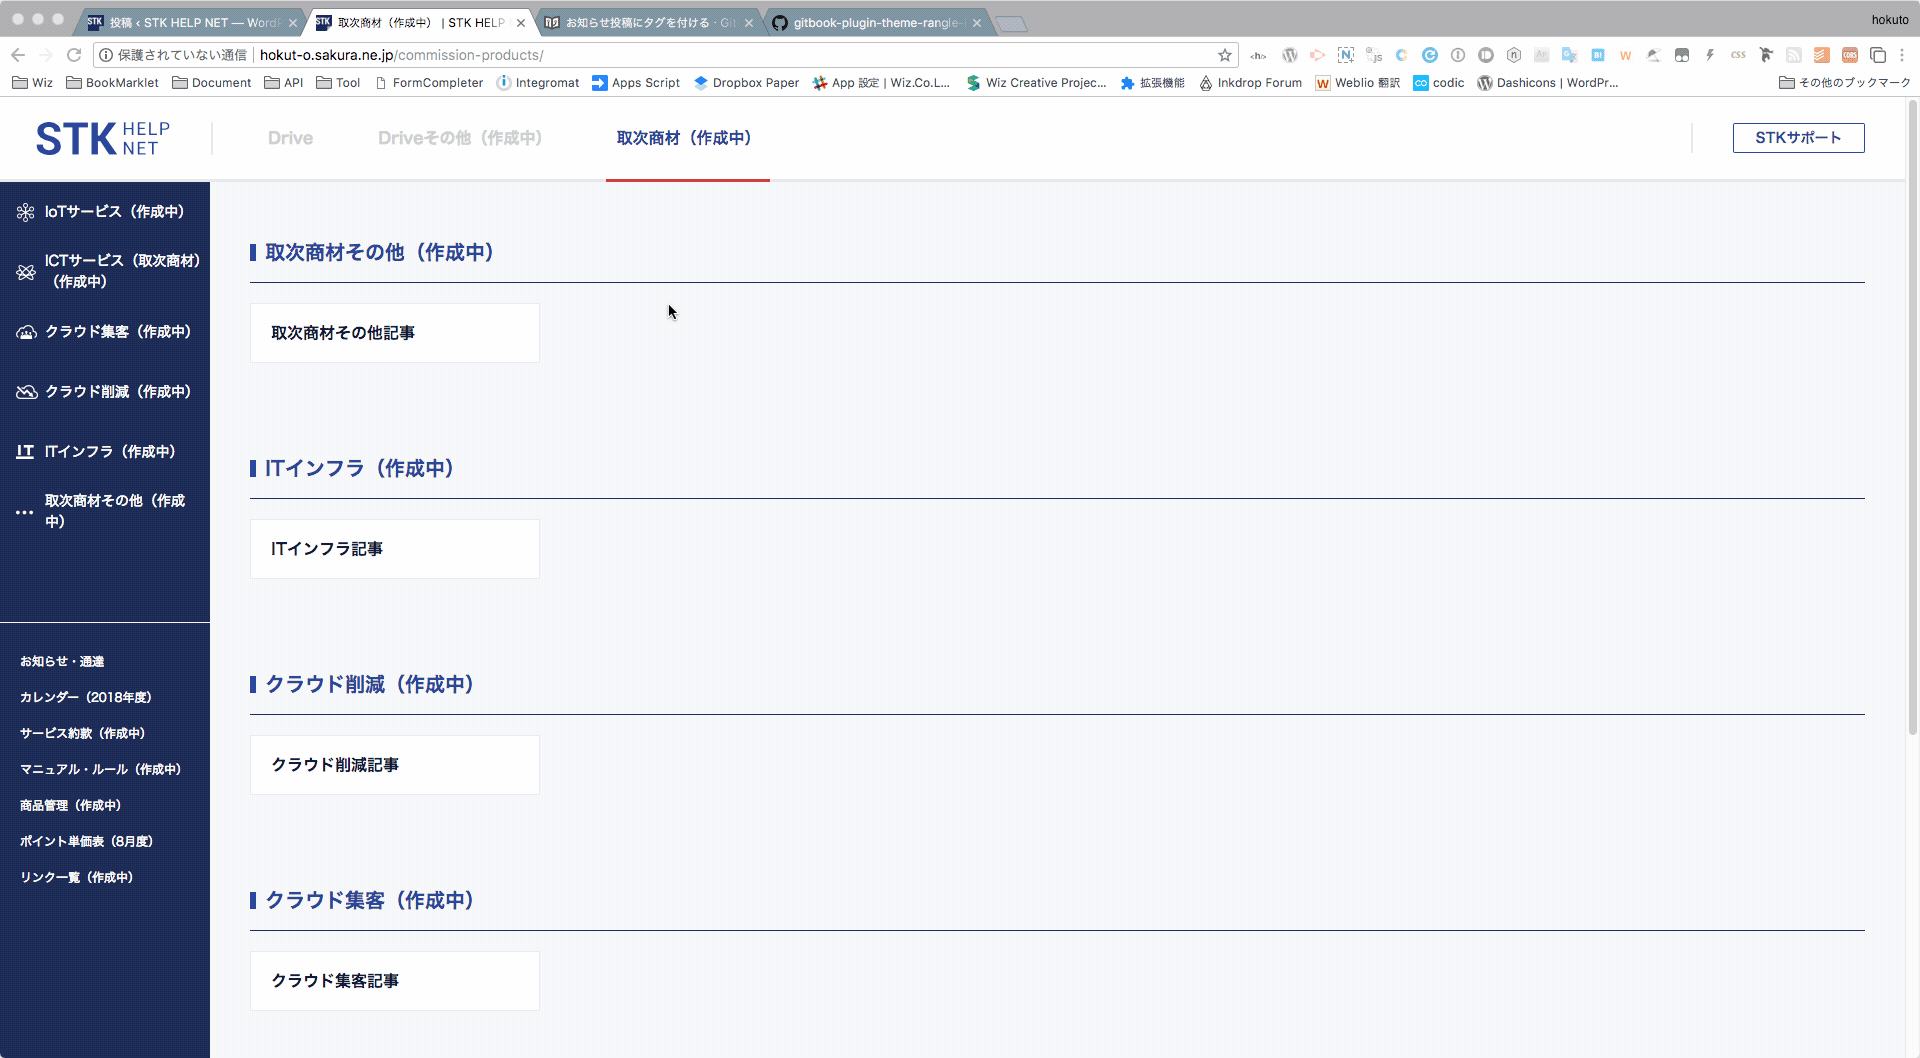 投稿 ‹ STK HELP NET — WordP
取次商材（作成中） | STK HELP
お知らせ投稿にタグを付ける · Git
gitbook-plugin-theme-rangle-
hokuto
保護されていない通信 hokut-o.sakura.ne.jp/commission-products/
Wiz
BookMarklet
Document
API
Tool
FormCompleter
Integromat
Apps Script
Dropbox Paper
App 設定 | Wiz.Co.L...
Wiz Creative Projec...
拡張機能
Inkdrop Forum
Weblio 翻訳
codic
Dashicons | WordPr...
その他のブックマーク
STK HELP NET
Drive
Driveその他（作成中）
取次商材（作成中）
STKサポート
IoTサービス（作成中）
ICTサービス（取次商材）
（作成中）
クラウド集客（作成中）
クラウド削減（作成中）
IT ITインフラ（作成中）
取次商材その他（作成
中）
お知らせ・通達
カレンダー（2018年度）
サービス約款（作成中）
マニュアル・ルール（作成中）
商品管理（作成中）
ポイント単価表（8月度）
リンク一覧（作成中）
取次商材その他（作成中）
取次商材その他記事
ITインフラ（作成中）
ITインフラ記事
クラウド削減（作成中）
クラウド削減記事
クラウド集客（作成中）
クラウド集客記事